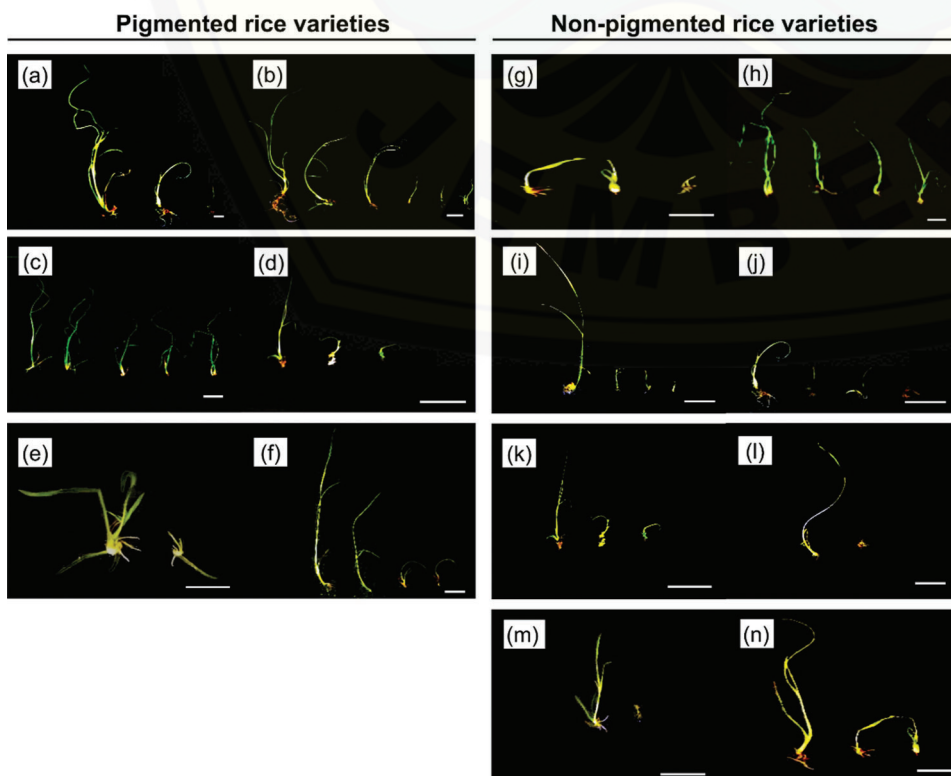 Pigmented rice varieties
Non-pigmented rice varieties
(a) (b) (g) (h)
(c) (d) (i) (j)
(e) (f) (k) (l)
(m) (n)